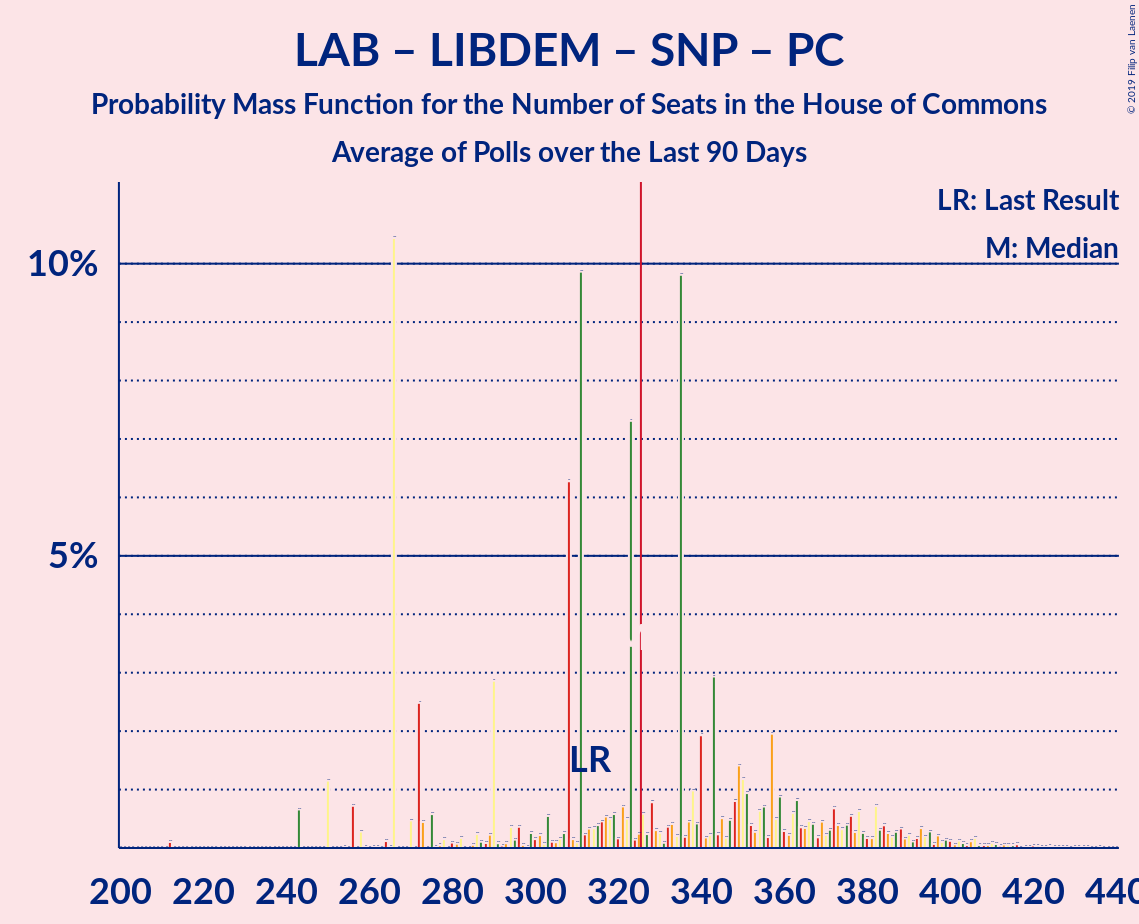 LAB – LIBDEM – SNP – PC
Probability Mass Function for the Number of Seats in the House of Commons
Average of Polls over the Last 90 Days
© 2019 Filip van Laenen
LR: Last Result
M: Median
10%
5%
LR
200 220 240 260 280 300 320 340 360 380 400 420 440